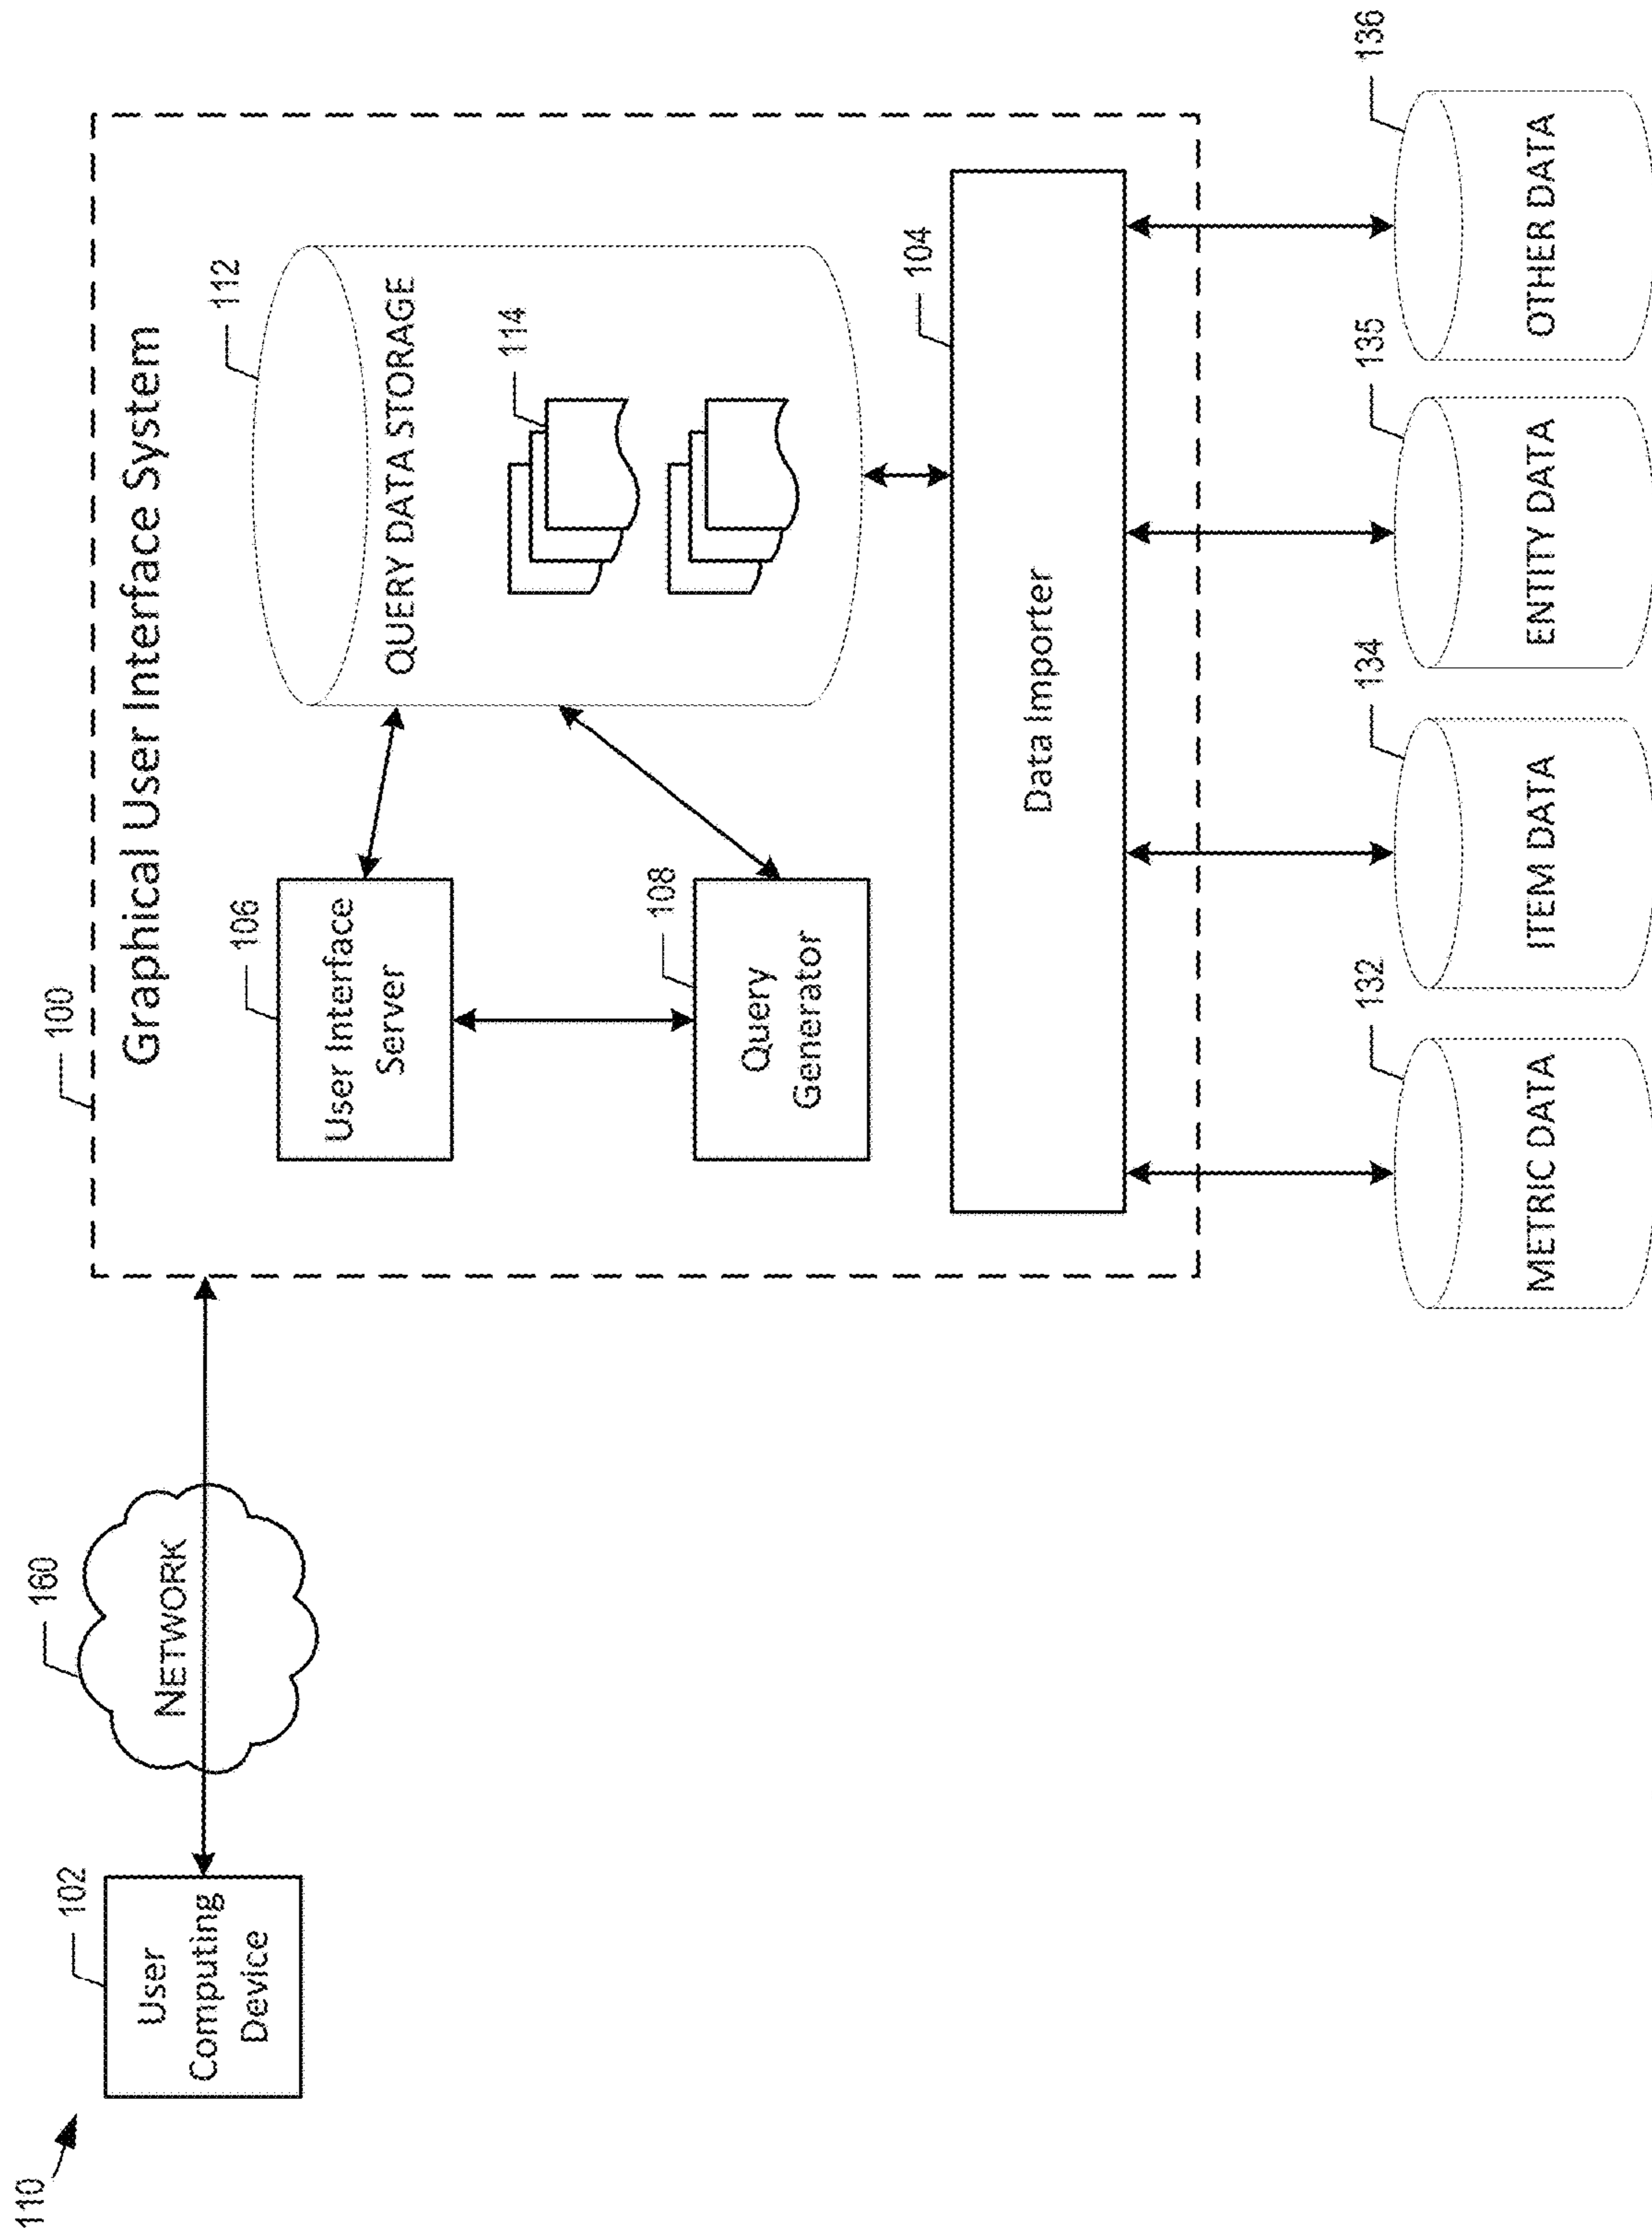 110
102
User
Computing
Device
160
NETWORK
100
Graphical User Interface System
106
User Interface
Server
112
QUERY DATA STORAGE
114
108
Query
Generator
104
Data Importer
132
METRIC DATA
134
ITEM DATA
135
ENTITY DATA
136
OTHER DATA